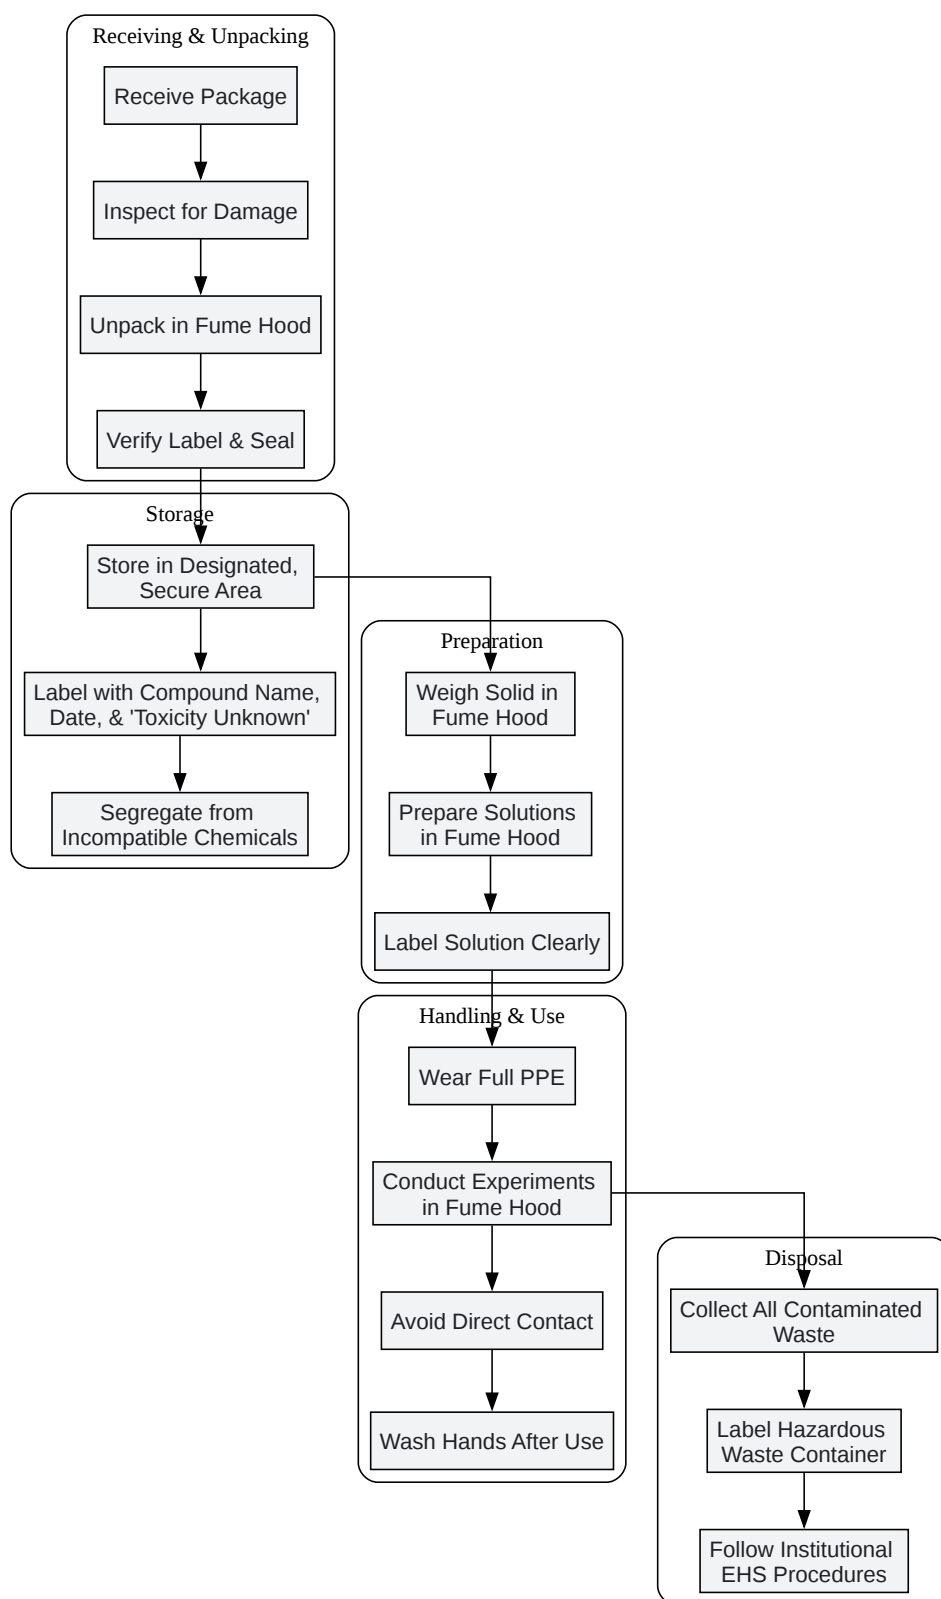 Receiving & Unpacking
Receive Package
Inspect for Damage
Unpack in Fume Hood
Verify Label & Seal
Storage
Store in Designated,
Secure Area
Label with Compound Name,
Date, & 'Toxicity Unknown'
Segregate from
Incompatible Chemicals
Preparation
Weigh Solid in
Fume Hood
Prepare Solutions
in Fume Hood
Label Solution Clearly
Handling & Use
Wear Full PPE
Conduct Experiments
in Fume Hood
Avoid Direct Contact
Wash Hands After Use
Disposal
Collect All Contaminated
Waste
Label Hazardous
Waste Container
Follow Institutional
EHS Procedures